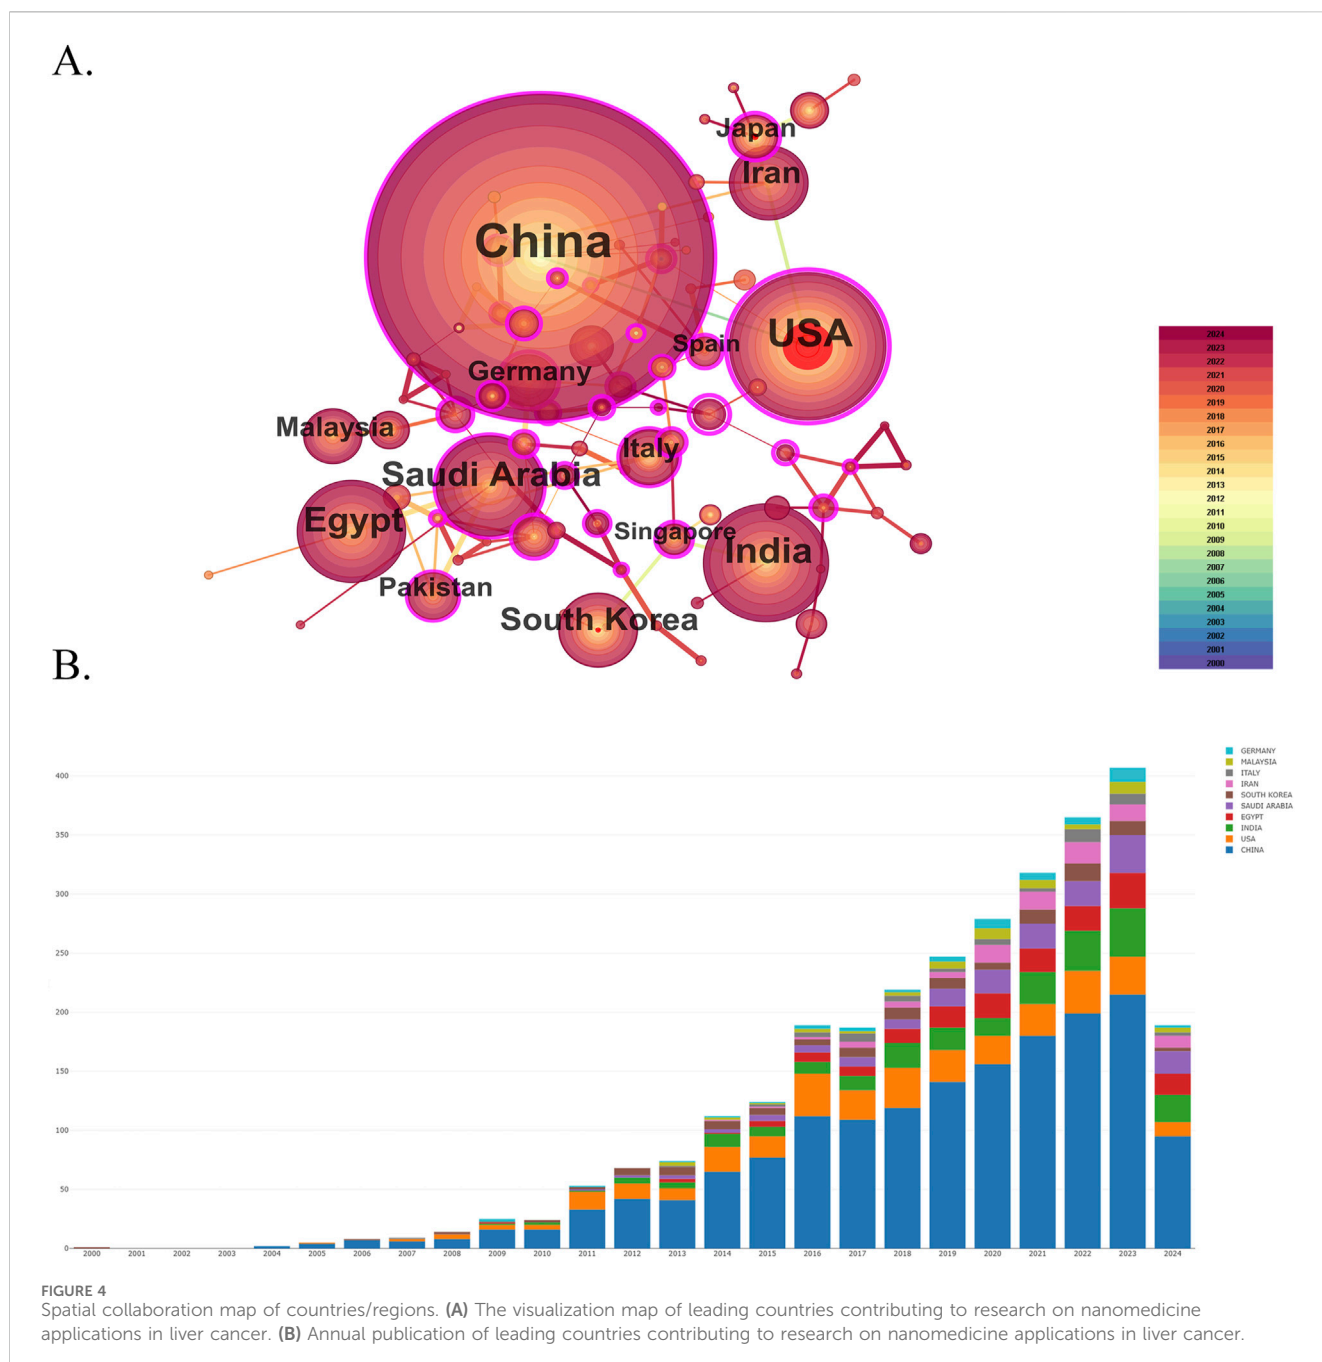 A.
Japan
Iran
China
USA
Spain
Germany
Malaysia
Italy
Saudi Arabia
Egypt
Singapore
India
Pakistan
South Korea
2024
2023
2022
2021
2020
2019
2018
2017
2016
2015
2014
2013
2012
2011
2010
2009
2008
2007
2006
2005
2004
2003
2002
2001
2000
B.
400
350
300
250
200
150
100
50
0
2000 2001 2002 2003 2004 2005 2006 2007 2008 2009 2010 2011 2012 2013 2014 2015 2016 2017 2018 2019 2020 2021 2022 2023 2024
GERMANY
MALAYSIA
ITALY
IRAN
SOUTH KOREA
SAUDI ARABIA
EGYPT
INDIA
USA
CHINA
FIGURE 4
Spatial collaboration map of countries/regions. (A) The visualization map of leading countries contributing to research on nanomedicine
applications in liver cancer. (B) Annual publication of leading countries contributing to research on nanomedicine applications in liver cancer.